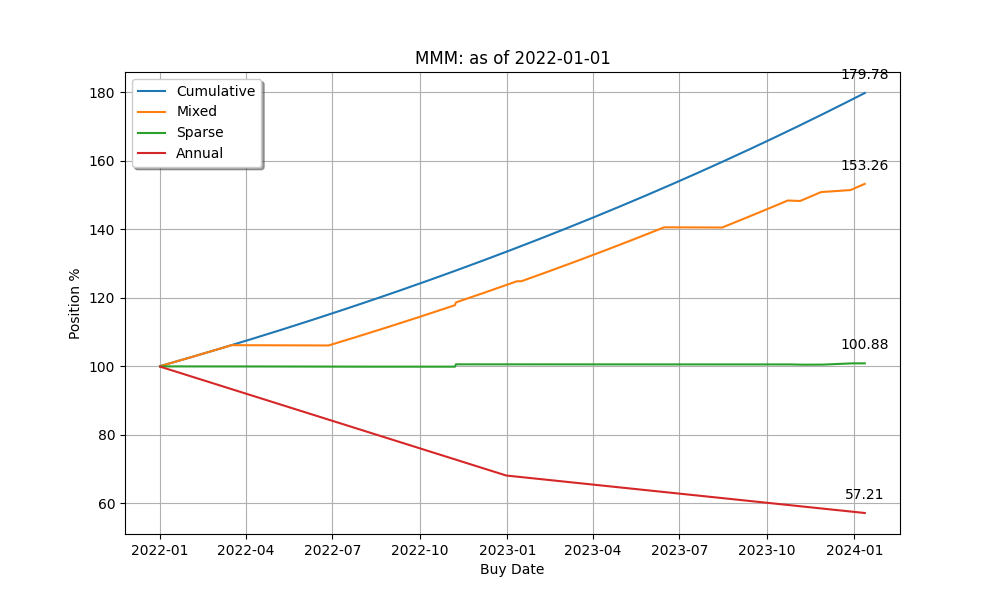 MMM: as of 2022-01-01
Cumulative
Mixed
Sparse
Annual
179.78
153.26
100.88
57.21
Position %
180
160
140
120
100
80
60
2022-01 2022-04 2022-07 2022-10 2023-01 2023-04 2023-07 2023-10 2024-01
Buy Date